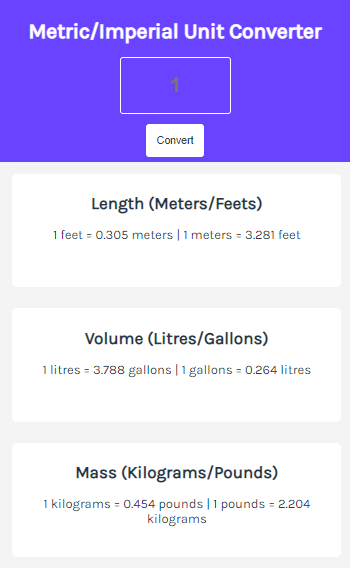 Metric/Imperial Unit Converter
1
Convert
Length (Meters/Feets)
1 feet = 0.305 meters | 1 meters = 3.281 feet
Volume (Litres/Gallons)
1 litres = 3.788 gallons | 1 gallons = 0.264 litres
Mass (Kilograms/Pounds)
1 kilograms = 0.454 pounds | 1 pounds = 2.204
kilograms